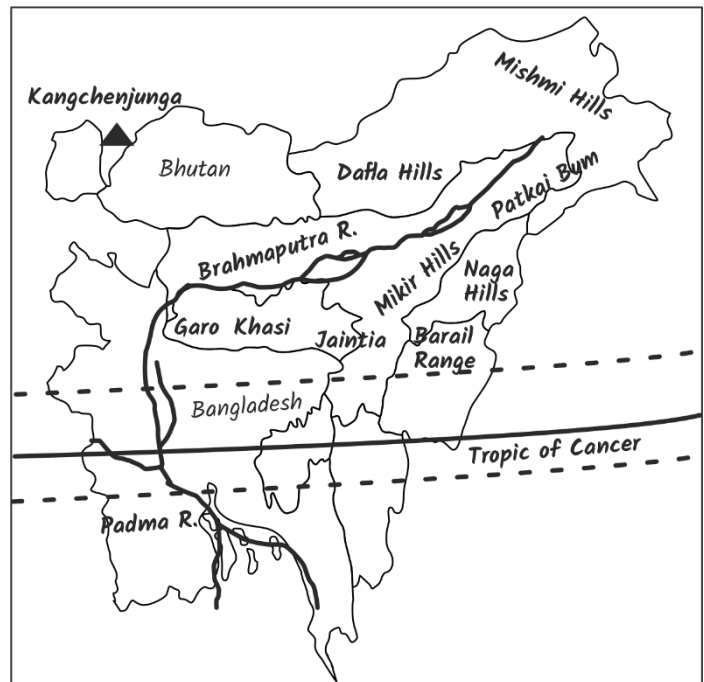 Mishmi Hills
Kangchenjunga
Bhutan
Dafla Hills
Patkai Bum
Brahmaputra R.
Mikir Hills
Naga
Hills
Garo Khasi
Jaintia
Barail
Range
Bangladesh
Tropic of Cancer
Padma R.